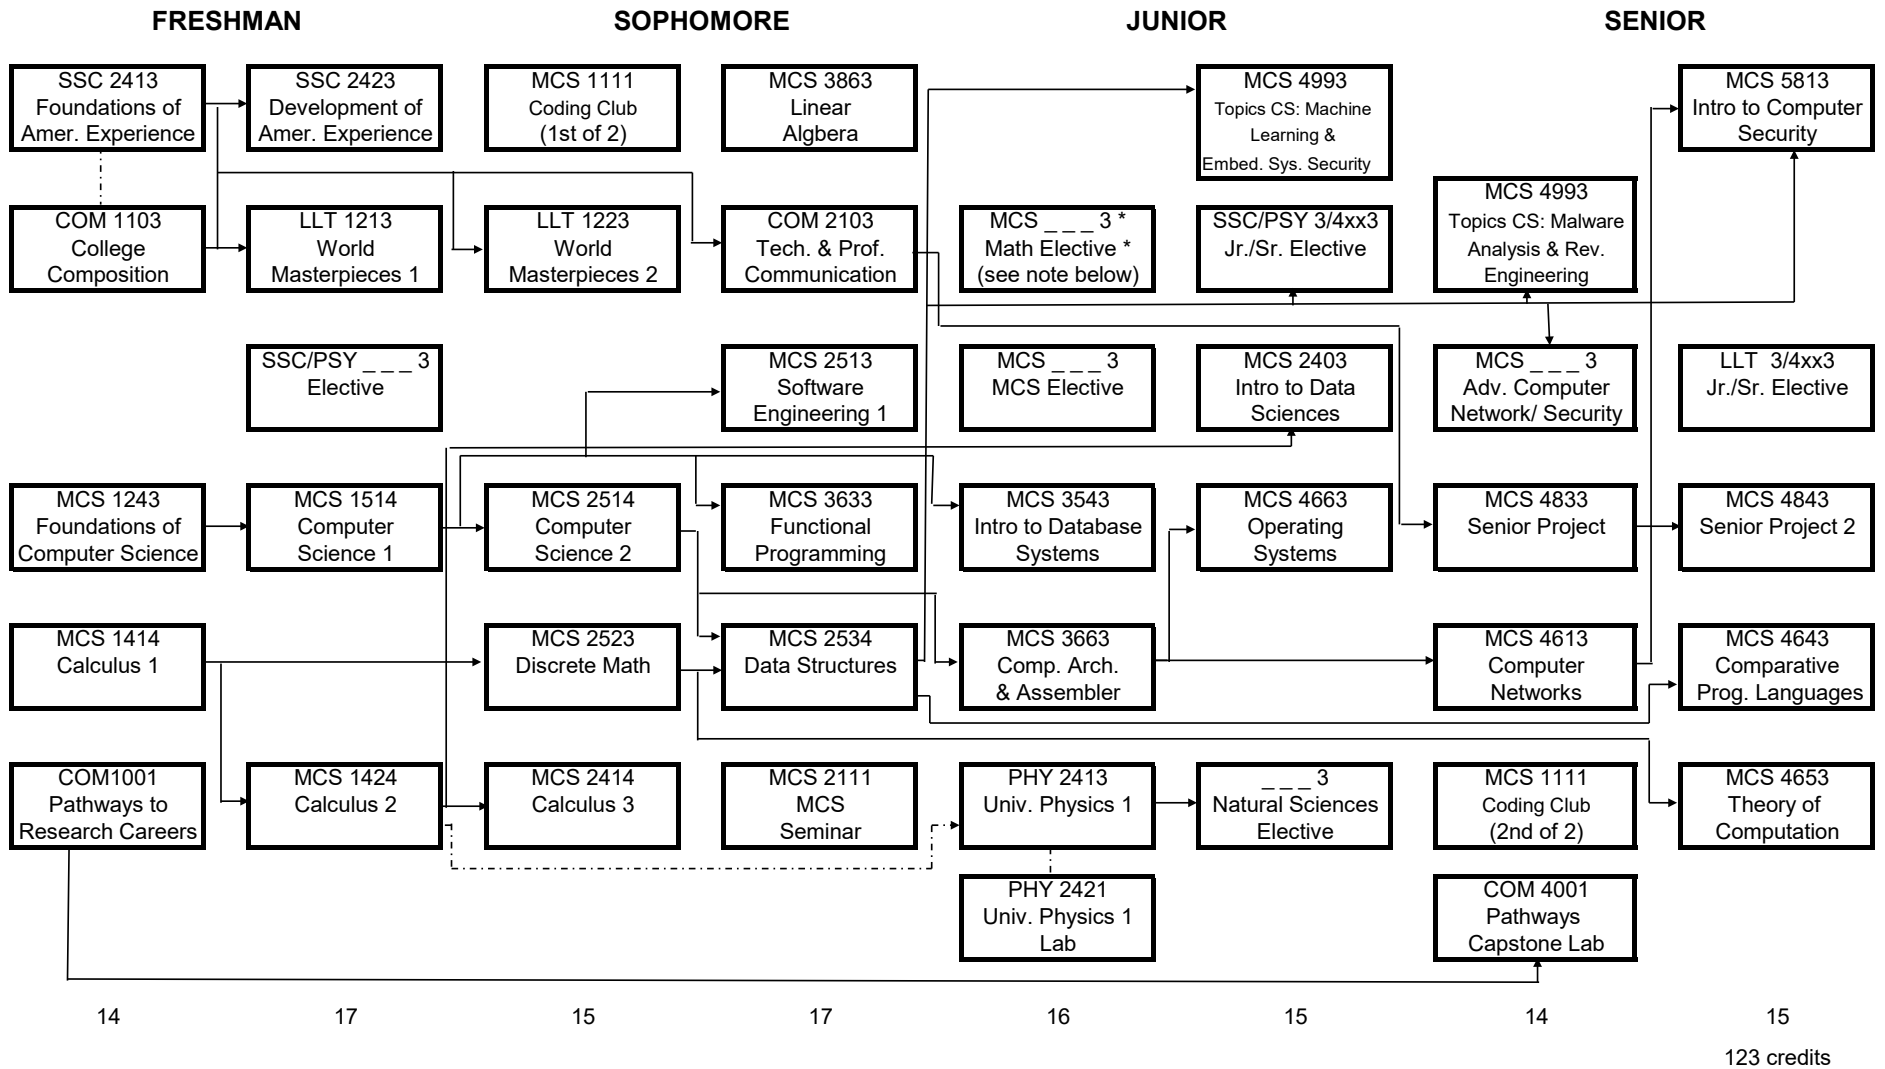 FRESHMAN
SOPHOMORE
JUNIOR
SENIOR
SSC 2413
Foundations of
Amer. Experience
SSC 2423
Development of
Amer. Experience
MCS 1111
Coding Club
(1st of 2)
MCS 3863
Linear
Algbera
MCS 4993
Topics CS: Machine
Learning &
Embed. Sys. Security
MCS 5813
Intro to Computer
Security
COM 1103
College
Composition
LLT 1213
World
Masterpieces 1
LLT 1223
World
Masterpieces 2
COM 2103
Tech. & Prof.
Communication
MCS _ _ _ 3 *
Math Elective *
(see note below)
SSC/PSY 3/4xx3
Jr./Sr. Elective
MCS 4993
Topics CS: Malware
Analysis & Rev.
Engineering
SSC/PSY _ _ _ 3
Elective
MCS 2513
Software
Engineering 1
MCS _ _ _ 3
MCS Elective
MCS 2403
Intro to Data
Sciences
MCS _ _ _ 3
Adv. Computer
Network/ Security
LLT 3/4xx3
Jr./Sr. Elective
MCS 1243
Foundations of
Computer Science
MCS 1514
Computer
Science 1
MCS 2514
Computer
Science 2
MCS 3633
Functional
Programming
MCS 3543
Intro to Database
Systems
MCS 4663
Operating
Systems
MCS 4833
Senior Project
MCS 4843
Senior Project 2
MCS 1414
Calculus 1
MCS 2523
Discrete Math
MCS 2534
Data Structures
MCS 3663
Comp. Arch.
& Assembler
MCS 4613
Computer
Networks
MCS 4643
Comparative
Prog. Languages
COM1001
Pathways to
Research Careers
MCS 1424
Calculus 2
MCS 2414
Calculus 3
MCS 2111
MCS
Seminar
PHY 2413
Univ. Physics 1
_ _ _ 3
Natural Sciences
Elective
MCS 1111
Coding Club
(2nd of 2)
MCS 4653
Theory of
Computation
PHY 2421
Univ. Physics 1
Lab
COM 4001
Pathways
Capstone Lab
14
17
15
17
16
15
14
15
123 credits